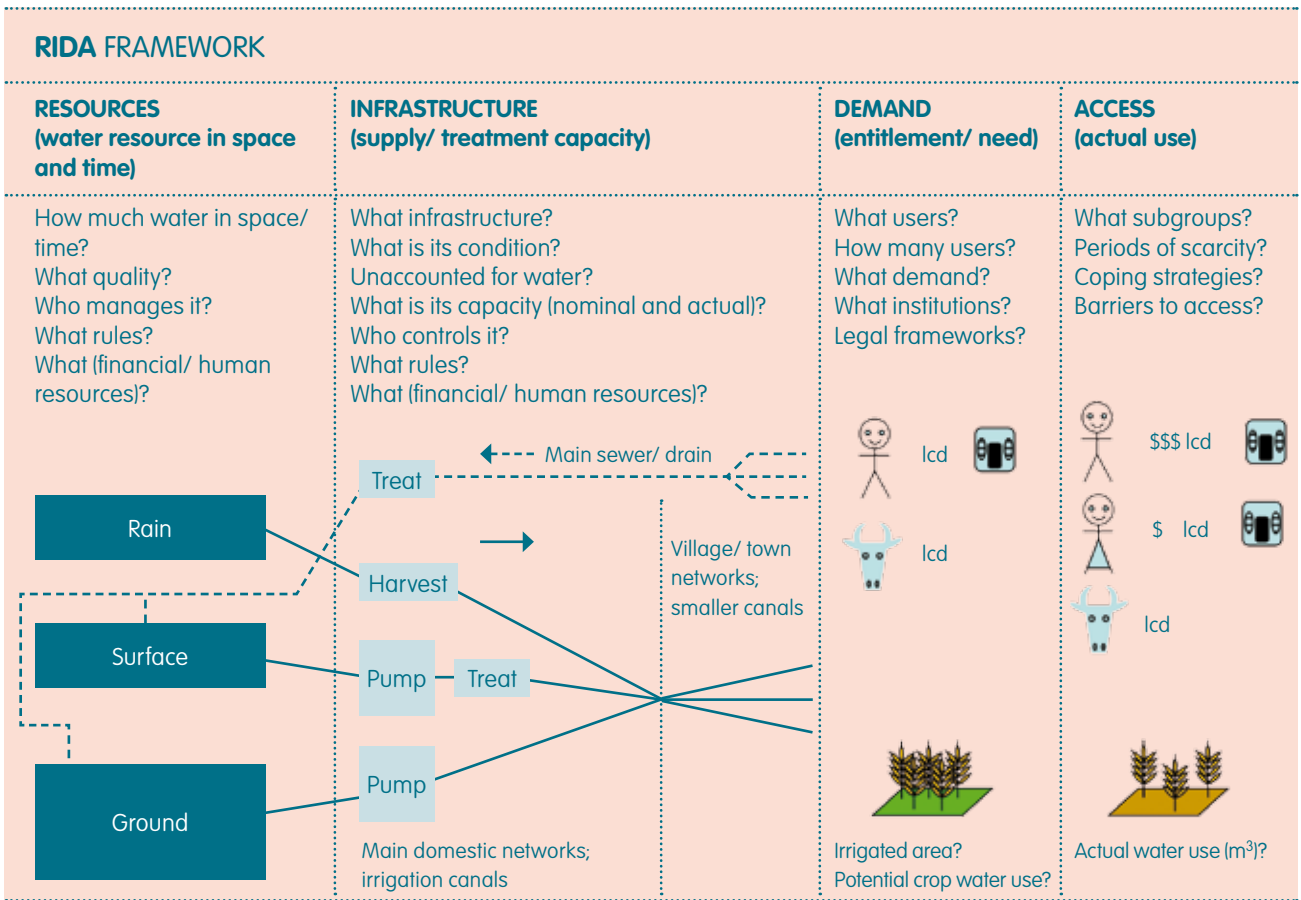 RIDA FRAMEWORK
RESOURCES
(water resource in space
and time)
How much water in space/
time?
What quality?
Who manages it?
What rules?
What (financial/ human
resources)?
Rain
Surface
Ground
INFRASTRUCTURE
(supply/ treatment capacity)
What infrastructure?
What is its condition?
Unaccounted for water?
What is its capacity (nominal and actual)?
Who controls it?
What rules?
What (financial/ human resources)?
Main sewer/ drain
Treat
Harvest
Village/ town
networks;
smaller canals
Pump
Treat
Pump
Main domestic networks;
irrigation canals
DEMAND
(entitlement/ need)
What users?
How many users?
What demand?
What institutions?
Legal frameworks?
lcd
lcd
Irrigated area?
Potential crop water use?
ACCESS
(actual use)
What subgroups?
Periods of scarcity?
Coping strategies?
Barriers to access?
$$$ lcd
$ lcd
lcd
Actual water use (m³)?